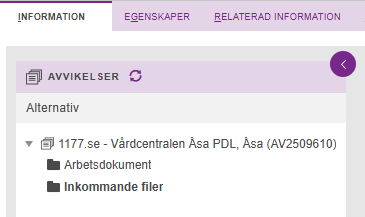 INFORMATION EGENSKAPER RELATERAD INFORMATION
AVVIKELSER
Alternativ
1177.se - Vårdcentralen Åsa PDL, Åsa (AV2509610)
Arbetsdokument
Inkommande filer